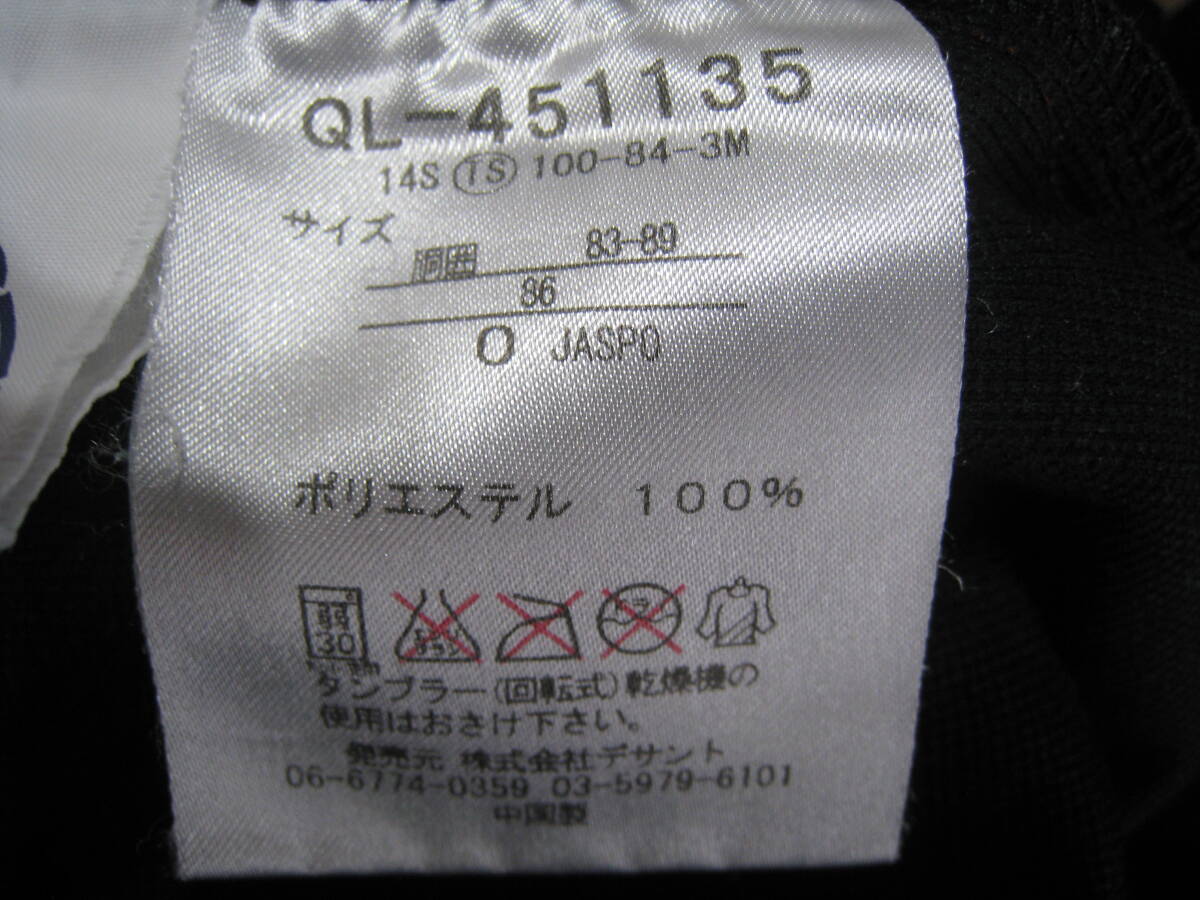 QL-451135
14S TS 100-84-3M
サイズ
胴囲 83-89
86
O JASPO
ポリエステル 100%
弱
30
ドライ
タンブラー(回転式)乾燥機の
使用はおさけ下さい。
発売元 株式会社デサント
06-6774-0359 03-5979-6101
中国製